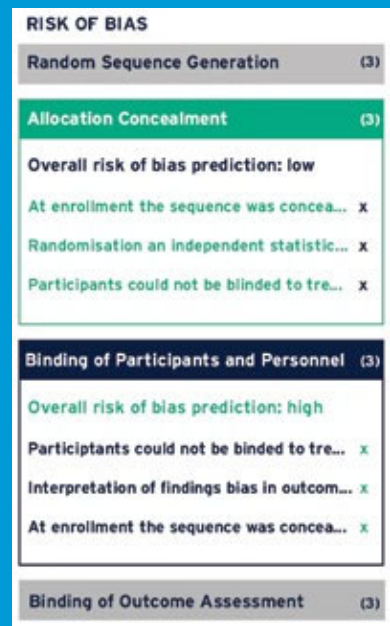 RISK OF BIAS
Random Sequence Generation (3)
Allocation Concealment (3)
Overall risk of bias prediction: low
At enrollment the sequence was concea... x
Randomisation an independent statistic... x
Participants could not be blinded to tre... x
Binding of Participants and Personnel (3)
Overall risk of bias prediction: high
Participtants could not be binded to tre... x
Interpretation of findings bias in outcom... x
At enrollment the sequence was concea... x
Binding of Outcome Assessment (3)